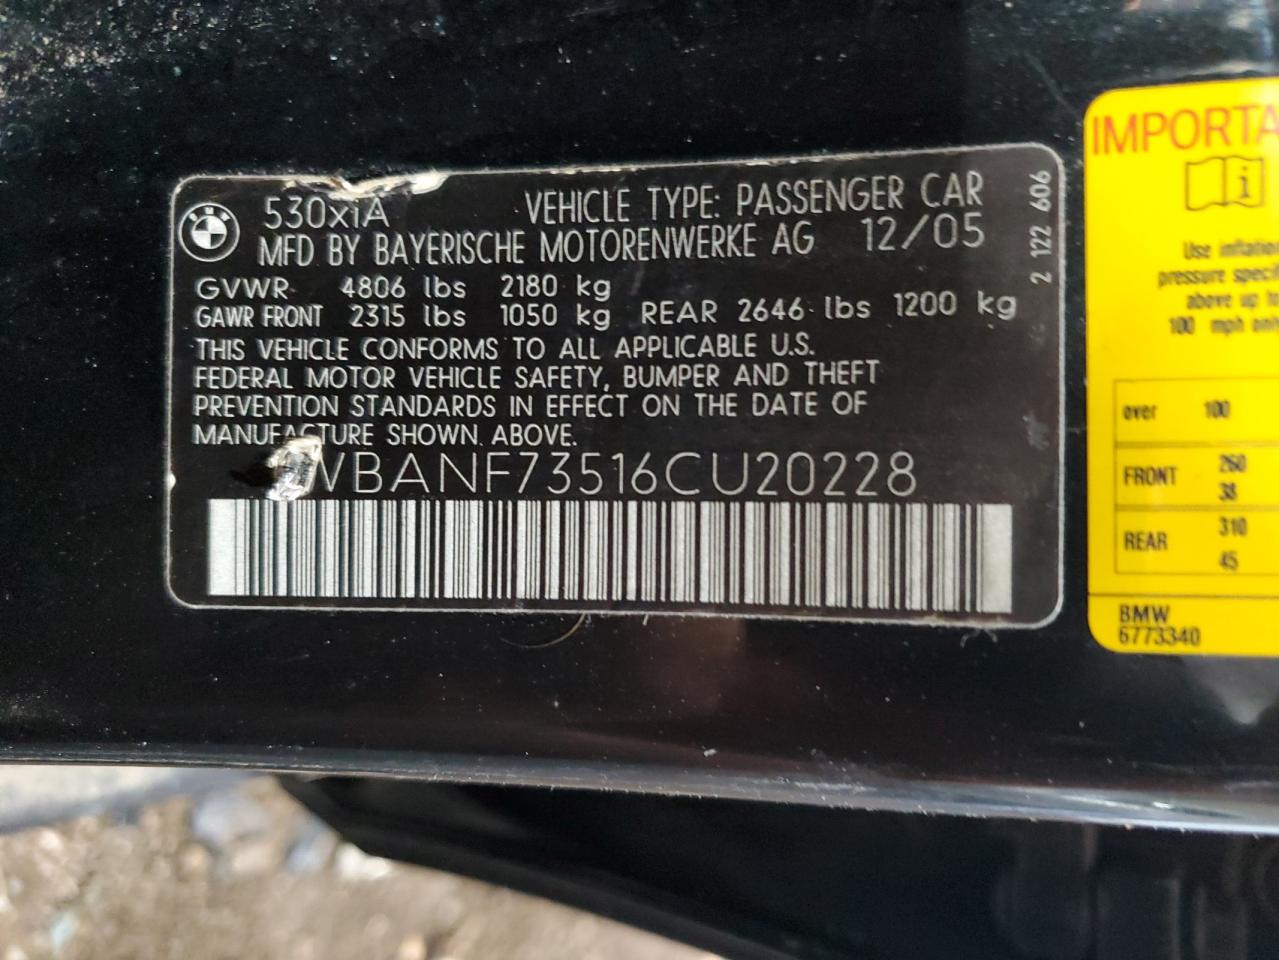 BMW
530xiA VEHICLE TYPE: PASSENGER CAR
MFD BY BAYERISCHE MOTORENWERKE AG 12/05
GVWR 4806 lbs 2180 kg
GAWR FRONT 2315 lbs 1050 kg REAR 2646 lbs 1200 kg
THIS VEHICLE CONFORMS TO ALL APPLICABLE U.S.
FEDERAL MOTOR VEHICLE SAFETY, BUMPER AND THEFT
PREVENTION STANDARDS IN EFFECT ON THE DATE OF
MANUFACTURE SHOWN ABOVE.
WBANF73516CU20228
2 122 606
IMPORTA
i
Use inflation
pressure speci
above up to
100 mph only
over 100
FRONT 260
38
REAR 310
45
BMW
6773340